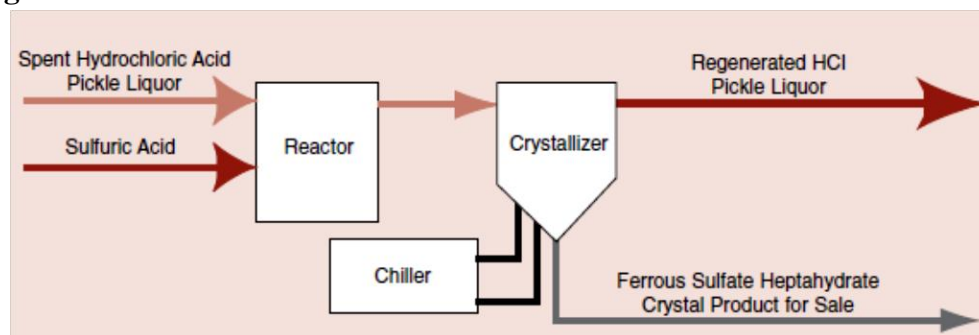 Spent Hydrochloric Acid
Pickle Liquor
Sulfuric Acid
Reactor
Crystallizer
Regenerated HCl
Pickle Liquor
Chiller
Ferrous Sulfate Heptahydrate
Crystal Product for Sale